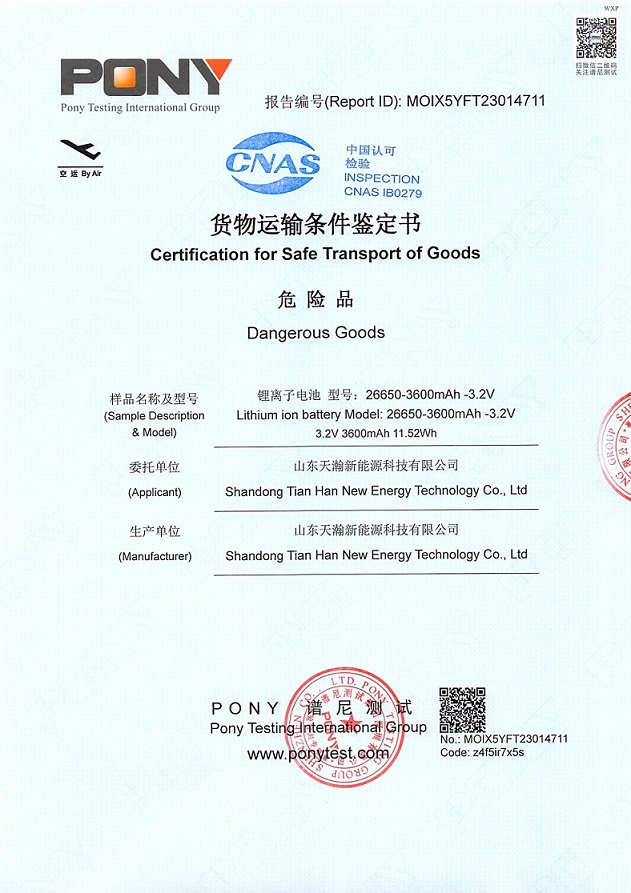 WXP
扫微信二维码
关注谱尼测试
PONY
Pony Testing International Group
报告编号(Report ID): MOIX5YFT23014711
空 运 By Air
CNAS
中国认可
检验
INSPECTION
CNAS IB0279
货物运输条件鉴定书
Certification for Safe Transport of Goods
危 险 品
Dangerous Goods
样品名称及型号
(Sample Description
& Model)
锂离子电池 型号：26650-3600mAh -3.2V
Lithium ion battery Model: 26650-3600mAh -3.2V
3.2V 3600mAh 11.52Wh
委托单位
(Applicant)
山东天瀚新能源科技有限公司
Shandong Tian Han New Energy Technology Co., Ltd
生产单位
(Manufacturer)
山东天瀚新能源科技有限公司
Shandong Tian Han New Energy Technology Co., Ltd
PONY 谱尼测试
Pony Testing International Group
www.ponytest.com
No.: MOIX5YFT23014711
Code: z4f5ir7x5s
PONY TESTING GROUP SHENZHEN CO., LTD.